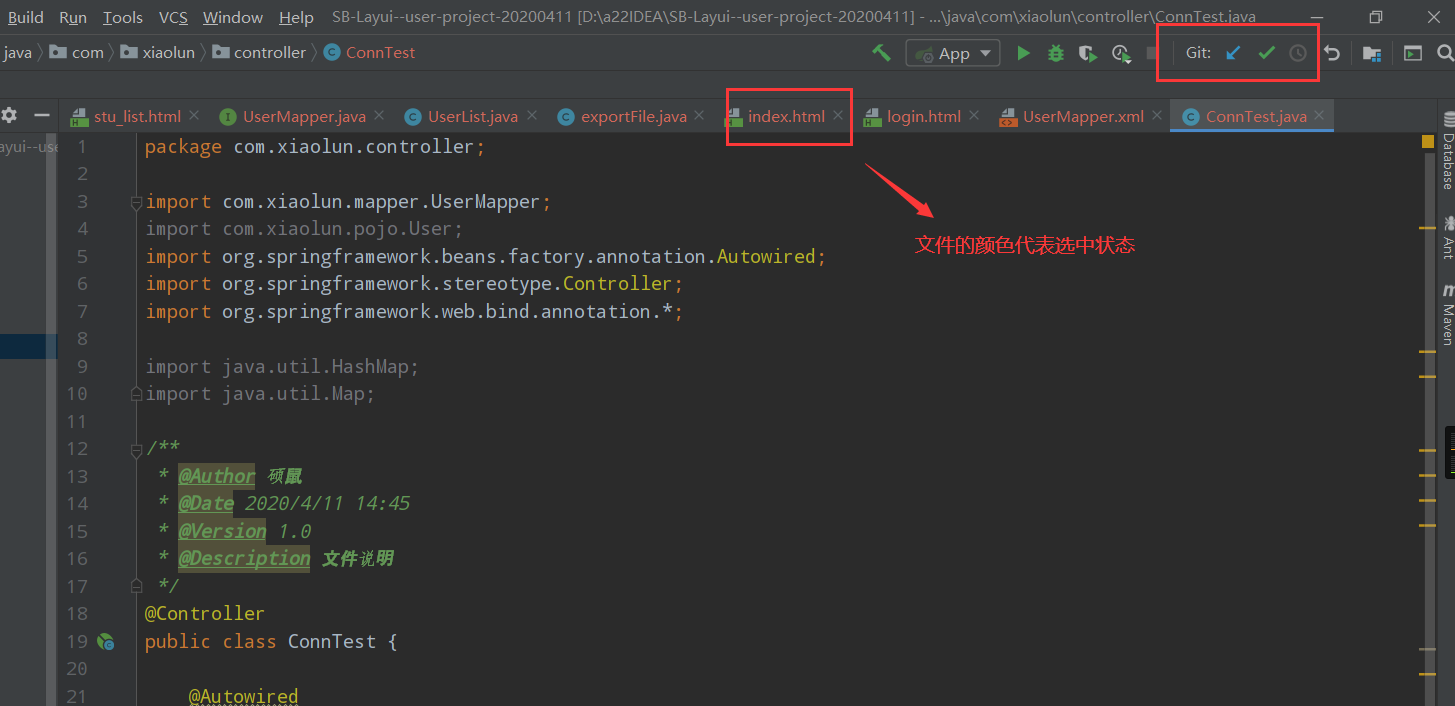 Build Run Tools VCS Window Help SB-Layui--user-project-20200411 [D:\a22IDEA\SB-Layui--user-project-20200411] - ...\java\com\xiaolun\controller\ConnTest.java
java com xiaolun controller ConnTest App Git:
stu_list.html UserMapper.java UserList.java exportFile.java index.html login.html UserMapper.xml ConnTest.java
1 package com.xiaolun.controller;
2
3 import com.xiaolun.mapper.UserMapper;
4 import com.xiaolun.pojo.User;
文件的颜色代表选中状态
5 import org.springframework.beans.factory.annotation.Autowired;
6 import org.springframework.stereotype.Controller;
7 import org.springframework.web.bind.annotation.*;
8
9 import java.util.HashMap;
10 import java.util.Map;
11
12 /**
13 * @Author 硕鼠
14 * @Date 2020/4/11 14:45
15 * @Version 1.0
16 * @Description 文件说明
17 */
18 @Controller
19 public class ConnTest {
20
21 @Autowired
Database
Ant
Maven